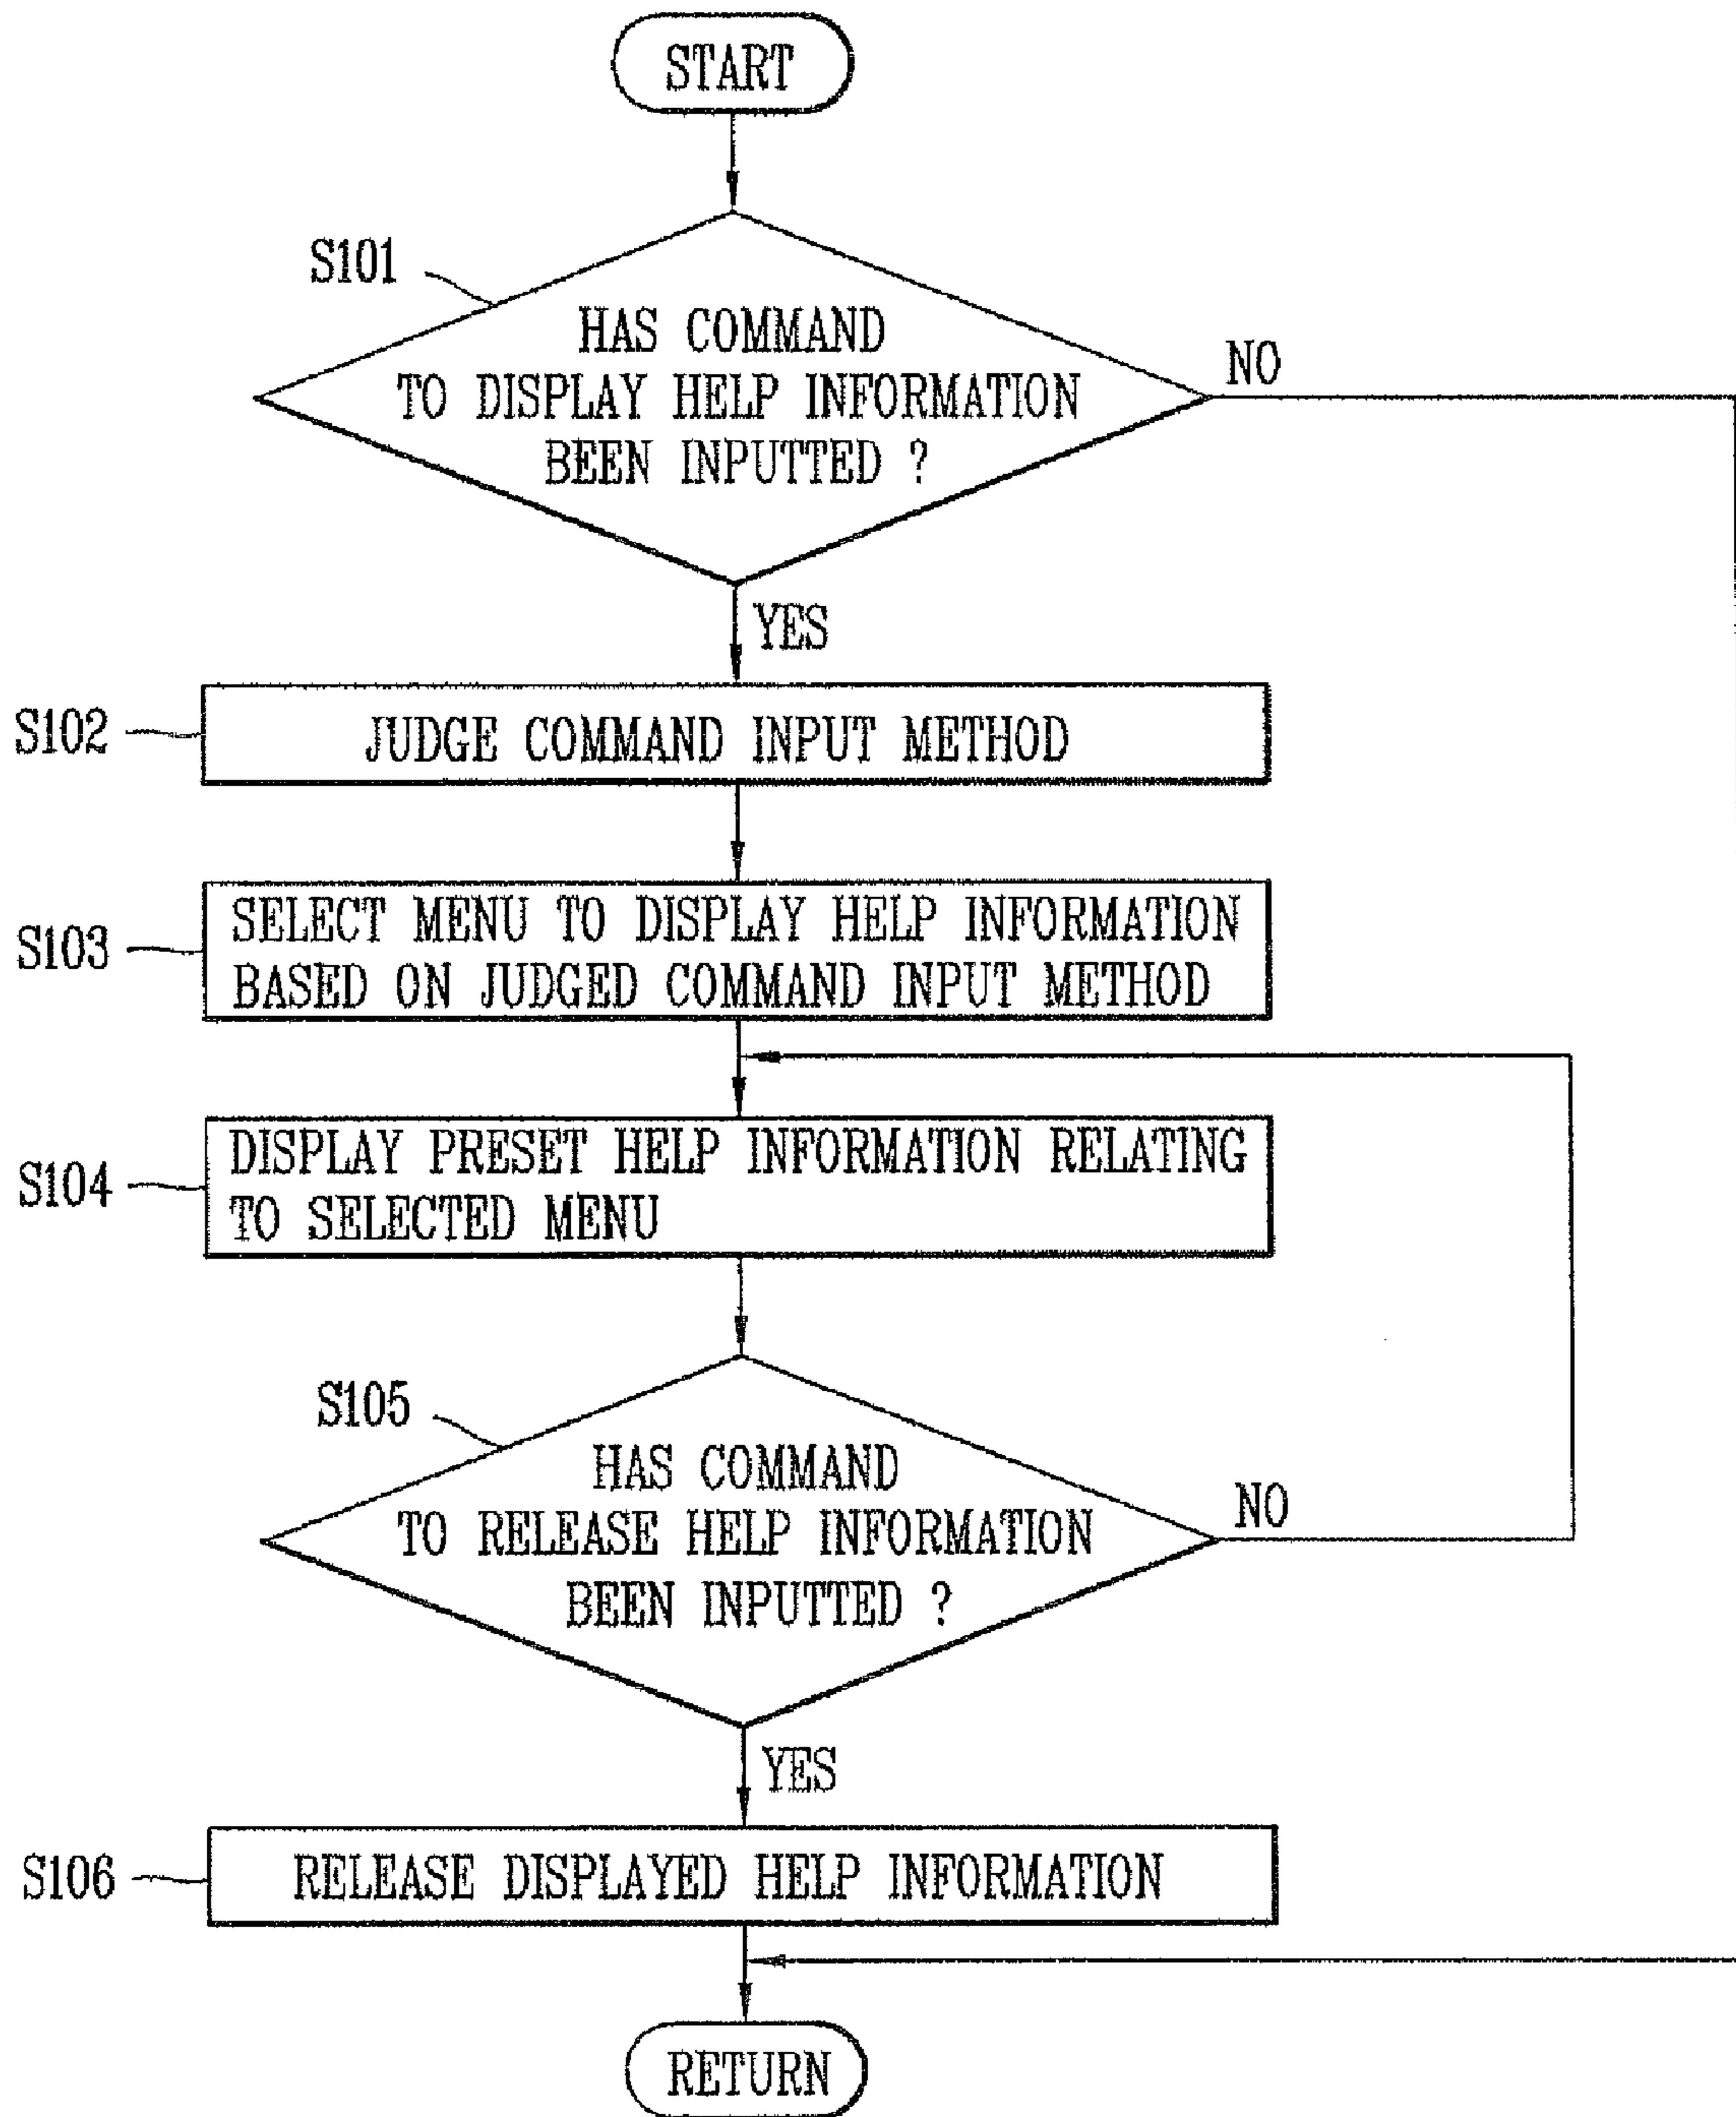 START
S101
HAS COMMAND
TO DISPLAY HELP INFORMATION
BEEN INPUTTED ?
NO
YES
S102
JUDGE COMMAND INPUT METHOD
S103
SELECT MENU TO DISPLAY HELP INFORMATION
BASED ON JUDGED COMMAND INPUT METHOD
S104
DISPLAY PRESET HELP INFORMATION RELATING
TO SELECTED MENU
S105
HAS COMMAND
TO RELEASE HELP INFORMATION
BEEN INPUTTED ?
NO
YES
S106
RELEASE DISPLAYED HELP INFORMATION
RETURN